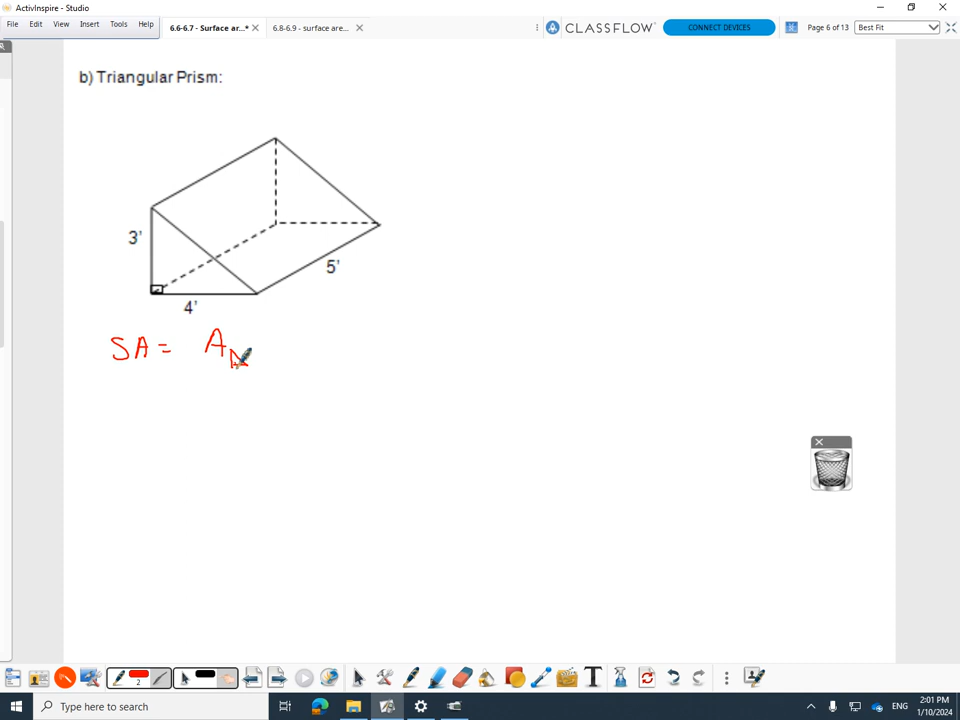 ActivInspire - Studio
File Edit View Insert Tools Help
6.6-6.7 - Surface ar...*
6.8-6.9 - surface are...
CLASSFLOW
CONNECT DEVICES
Page 6 of 13
Best Fit
b) Triangular Prism:
3'
5'
4'
SA = A
2
T
Type here to search
ENG
2:01 PM
1/10/2024